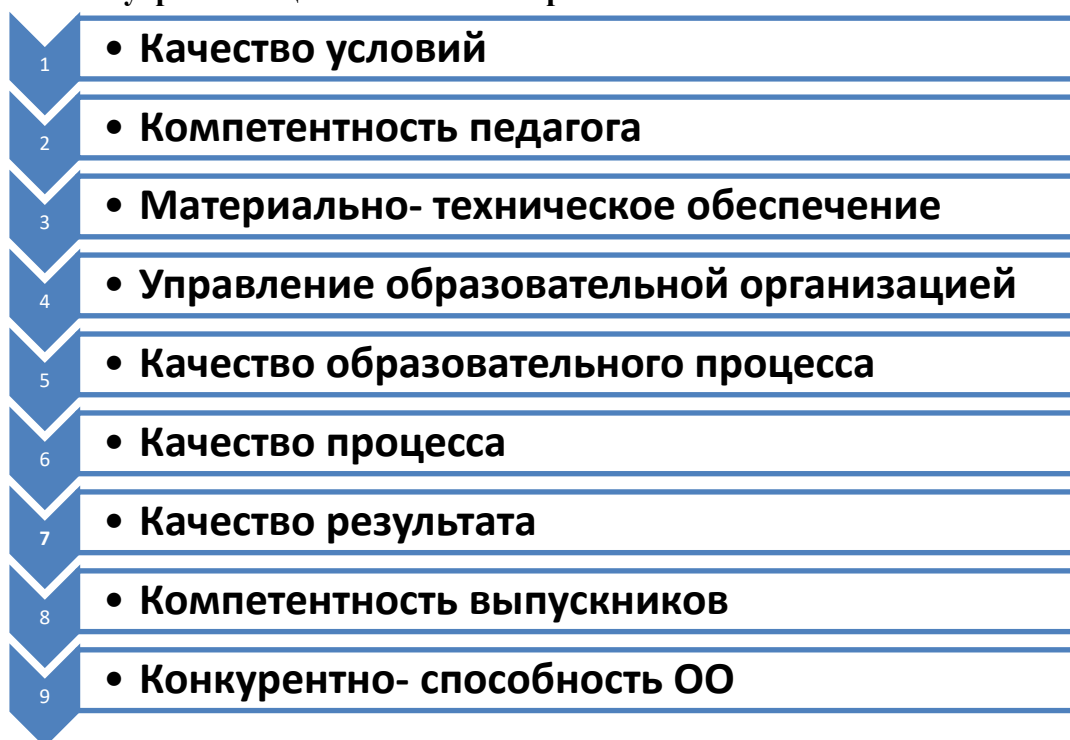 1
• Качество условий
2
• Компетентность педагога
3
• Материально- техническое обеспечение
4
• Управление образовательной организацией
5
• Качество образовательного процесса
6
• Качество процесса
7
• Качество результата
8
• Компетентность выпускников
9
• Конкурентно- способность ОО